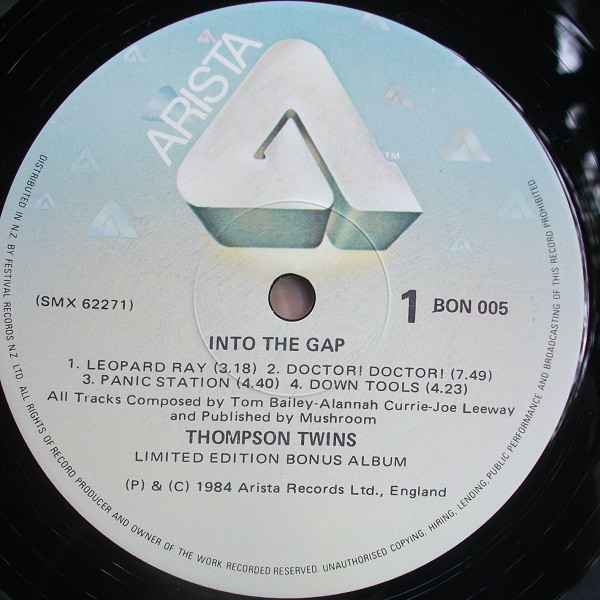 ARISTA
TM
(SMX 62271)
1 BON 005
INTO THE GAP
1. LEOPARD RAY (3.18) 2. DOCTOR! DOCTOR! (7.49)
3. PANIC STATION (4.40) 4. DOWN TOOLS (4.23)
All Tracks Composed by Tom Bailey-Alannah Currie-Joe Leeway
and Published by Mushroom
THOMPSON TWINS
LIMITED EDITION BONUS ALBUM
(P) & (C) 1984 Arista Records Ltd., England
DISTRIBUTED IN N.Z. BY FESTIVAL RECORDS N.Z. LTD. ALL RIGHTS OF RECORD PRODUCER AND OWNER OF THE WORK RECORDED RESERVED. UNAUTHORISED COPYING, HIRING, LENDING, PUBLIC PERFORMANCE AND BROADCASTING OF THIS RECORD PROHIBITED.